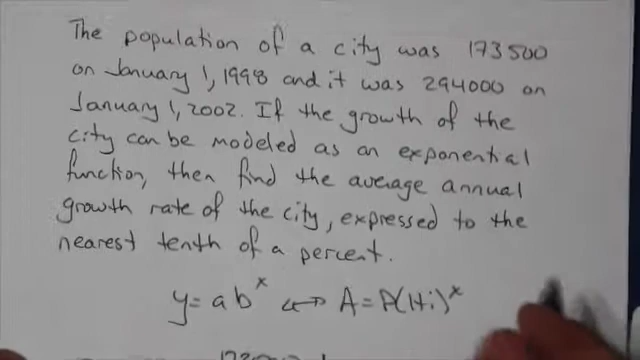 The population of a city was 173500
on January 1, 1998 and it was 294000 on
January 1, 2002. If the growth of the
city can be modeled as an exponential
function, then find the average annual
growth rate of the city, expressed to the
nearest tenth of a percent.
y = ab^x ↔ A = P(1+i)^x